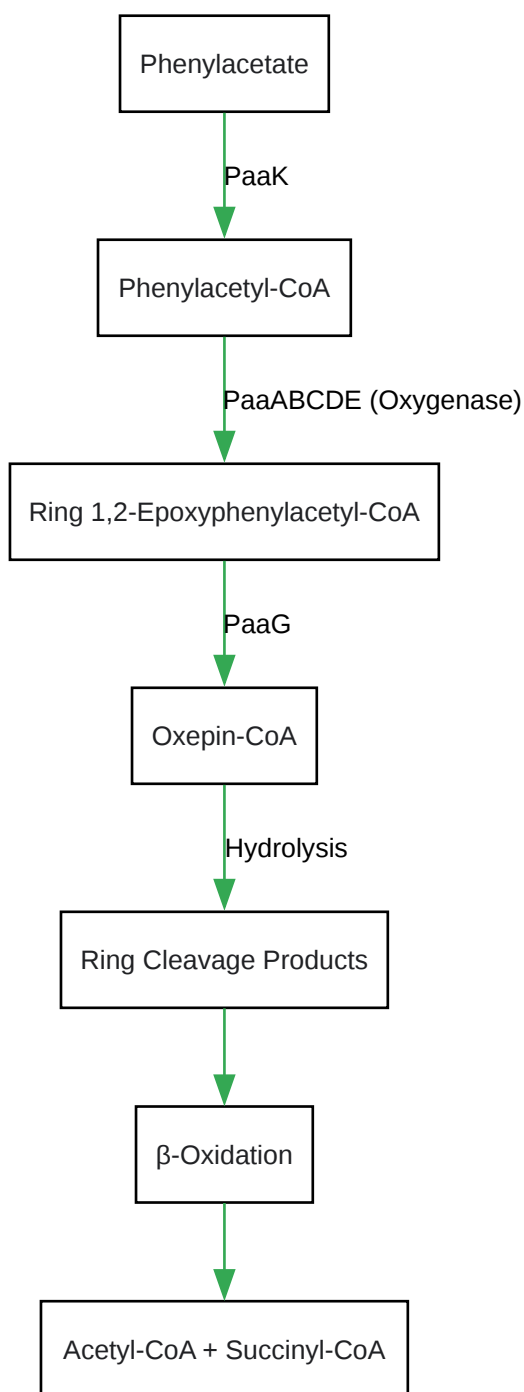 Phenylacetate
PaaK
Phenylacetyl-CoA
PaaABCDE (Oxygenase)
Ring 1,2-Epoxyphenylacetyl-CoA
PaaG
Oxepin-CoA
Hydrolysis
Ring Cleavage Products
β-Oxidation
Acetyl-CoA + Succinyl-CoA